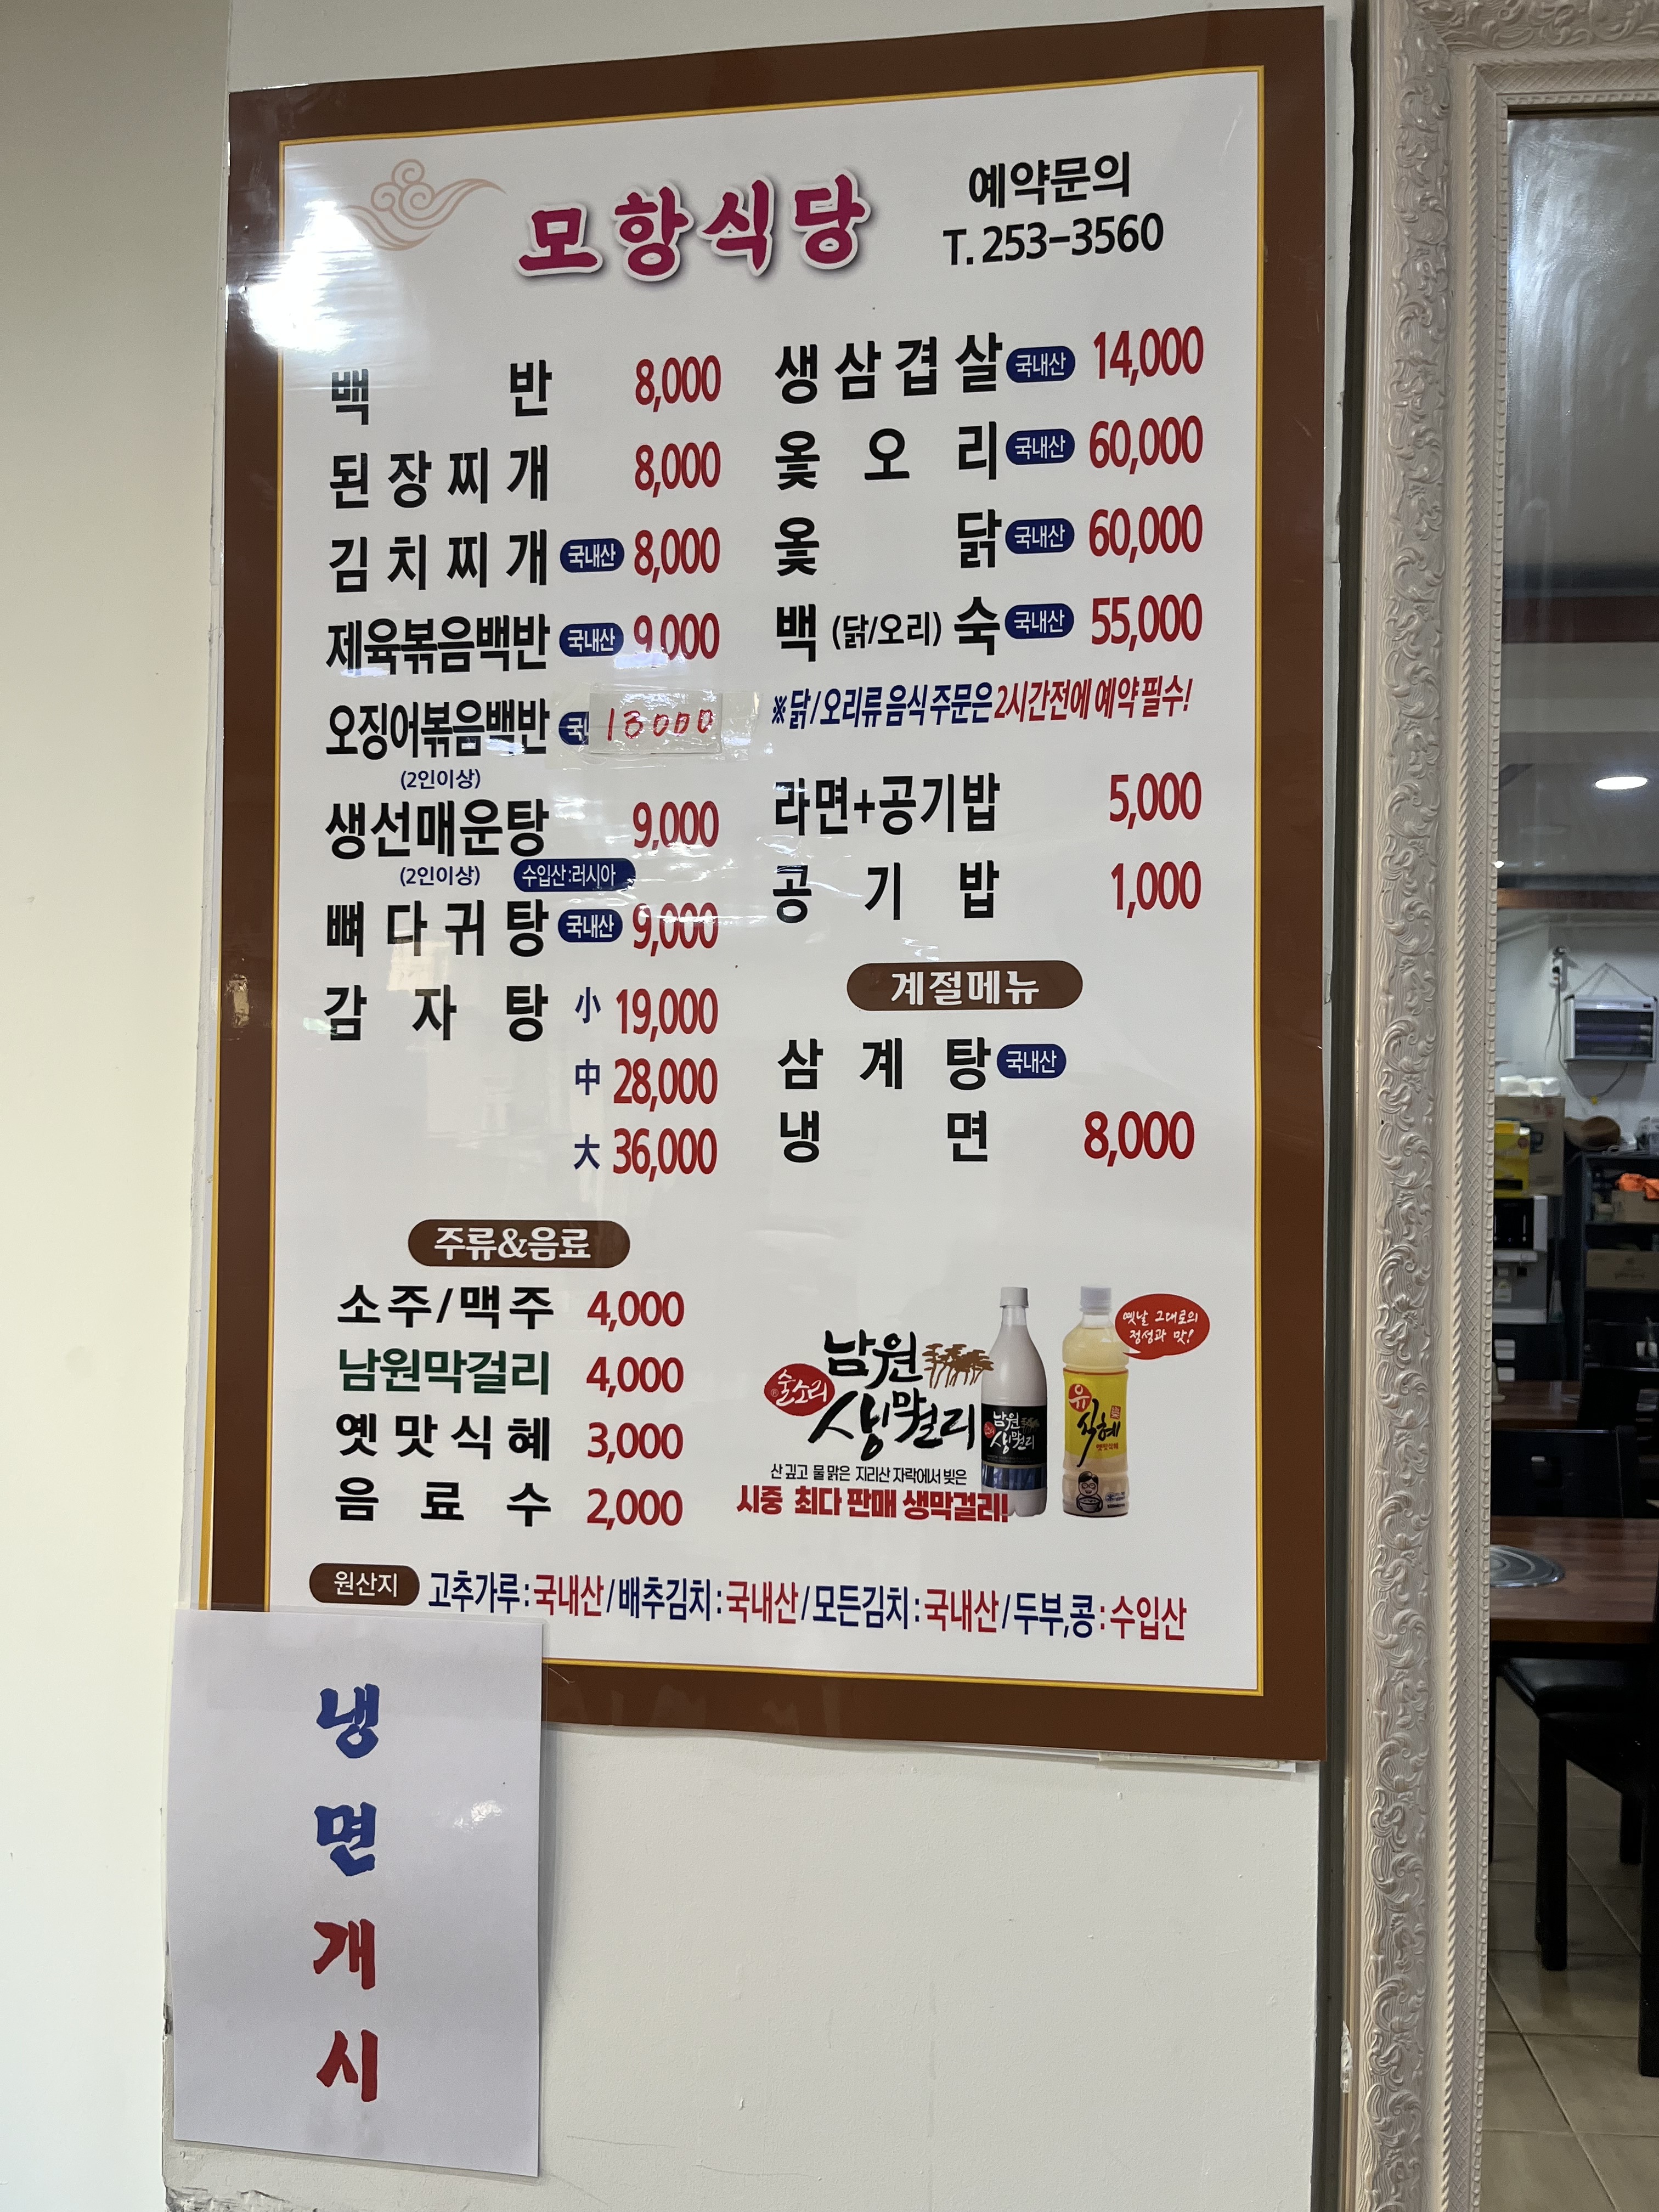 모항식당
예약문의
T. 253-3560
백반 8,000
된장찌개 8,000
김치찌개 국내산 8,000
제육볶음백반 국내산 9,000
오징어볶음백반 국 13000
(2인이상)
생선매운탕 9,000
(2인이상) 수입산:러시아
뼈다귀탕 국내산 9,000
감자탕 小 19,000
中 28,000
大 36,000
생삼겹살 국내산 14,000
옻오리 국내산 60,000
옻닭 국내산 60,000
백(닭/오리)숙 국내산 55,000
※닭/오리류 음식 주문은 2시간전에 예약 필수!
라면+공기밥 5,000
공기밥 1,000
계절메뉴
삼계탕 국내산
냉면 8,000
주류&음료
소주/맥주 4,000
남원막걸리 4,000
옛맛식혜 3,000
음료수 2,000
남원
술소리
생막걸리
산 깊고 물 맑은 지리산 자락에서 빚은
시중 최다 판매 생막걸리!
남원
생막걸리
옛날 그대로의
정성과 맛!
유
식혜
원산지 고추가루:국내산/배추김치:국내산/모든김치:국내산/두부,콩:수입산
냉
면
개
시